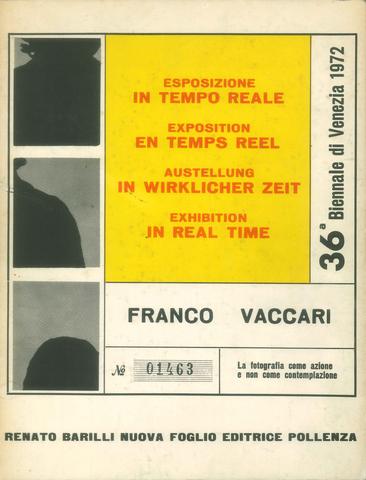 ESPOSIZIONE
IN TEMPO REALE
EXPOSITION
EN TEMPS REEL
AUSTELLUNG
IN WIRKLICHER ZEIT
EXHIBITION
IN REAL TIME
36ª Biennale di Venezia 1972
FRANCO VACCARI
№ 01463
La fotografia come azione
e non come contemplazione
RENATO BARILLI NUOVA FOGLIO EDITRICE POLLENZA